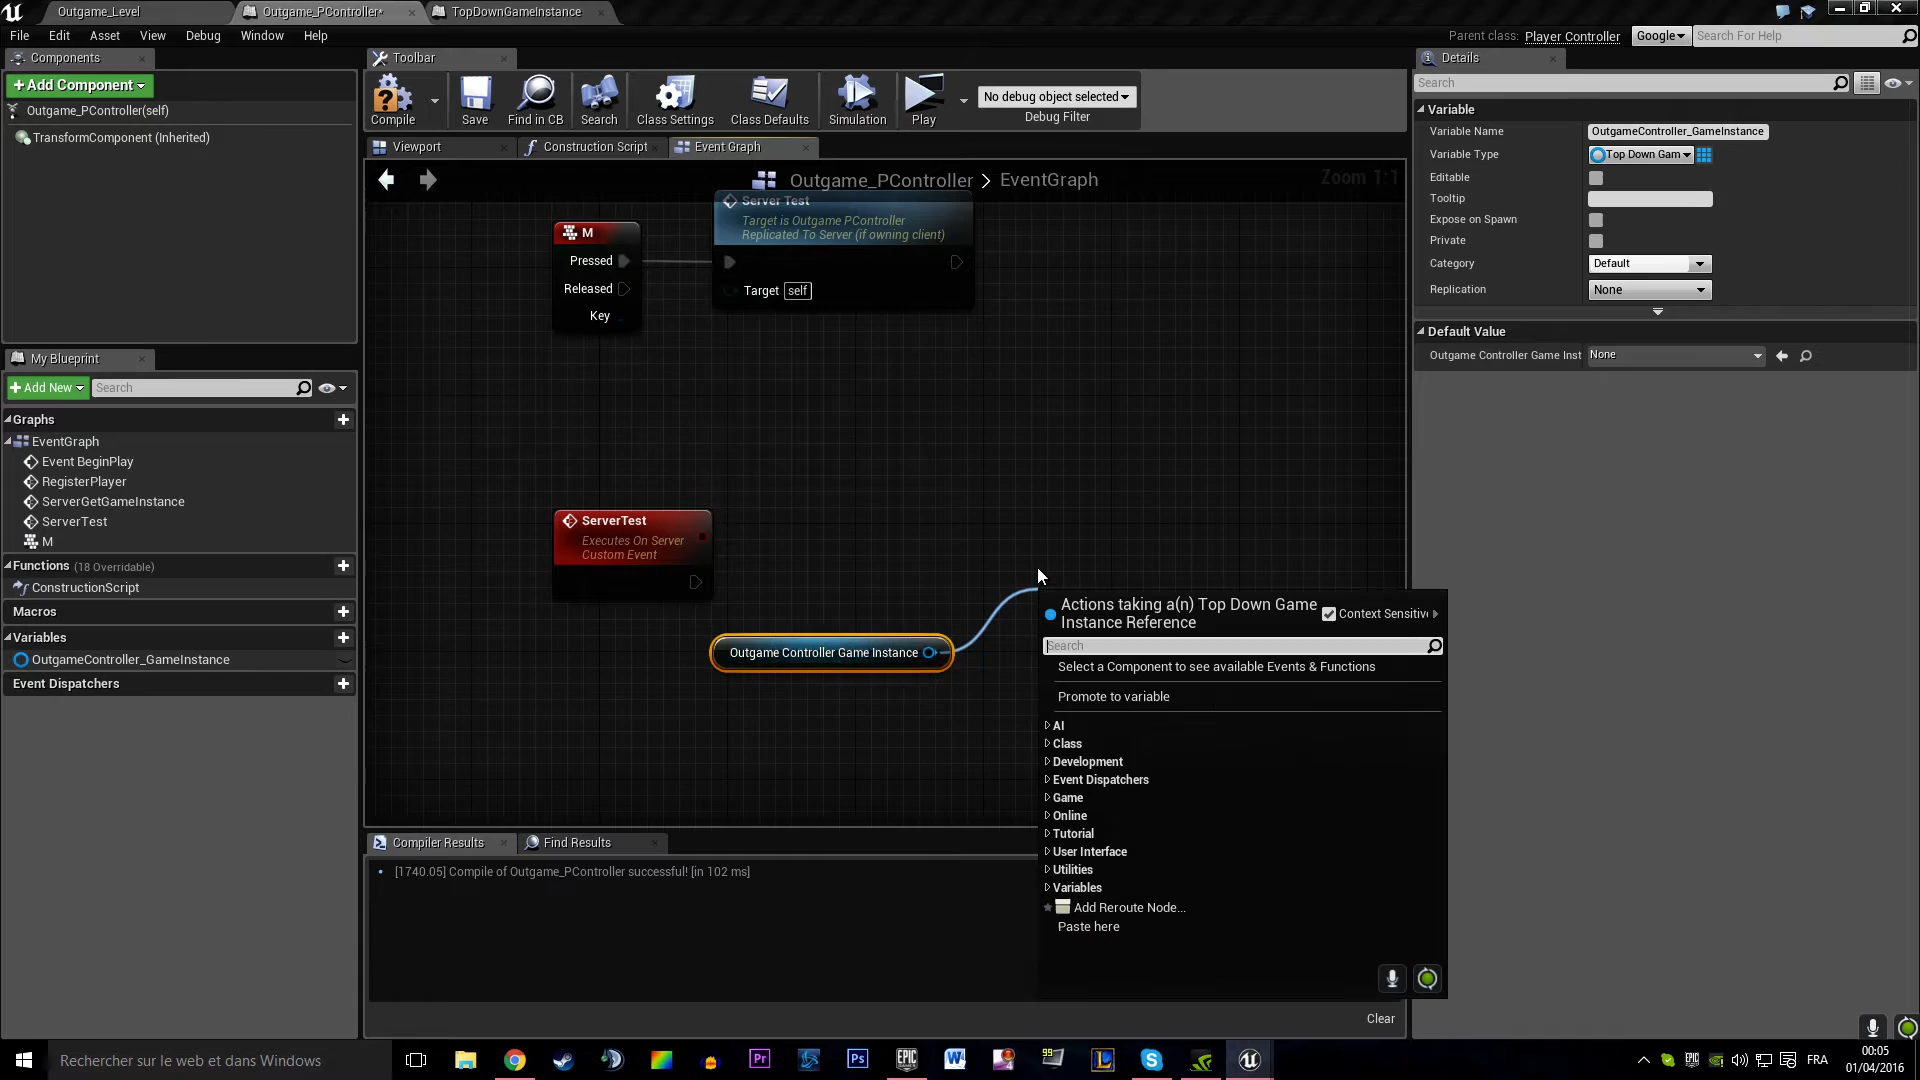 Outgame_Level
Outgame_PController*
TopDownGameInstance
File Edit Asset View Debug Window Help
Parent class: Player Controller
Google
Search For Help
Components
Toolbar
Details
+Add Component
Outgame_PController(self)
TransformComponent (Inherited)
Compile
Save
Find in CB
Search
Class Settings
Class Defaults
Simulation
Play
No debug object selected
Debug Filter
Viewport
Construction Script
Event Graph
Outgame_PController > EventGraph
Zoom 1:1
Server Test
Target is Outgame PController
Replicated To Server (if owning client)
Target self
M
Pressed
Released
Key
ServerTest
Executes On Server
Custom Event
Outgame Controller Game Instance
Actions taking a(n) Top Down Game
Instance Reference
Context Sensitiv
Search
Select a Component to see available Events & Functions
Promote to variable
AI
Class
Development
Event Dispatchers
Game
Online
Tutorial
User Interface
Utilities
Variables
Add Reroute Node...
Paste here
Search
Variable
Variable Name OutgameController_GameInstance
Variable Type Top Down Gam
Editable
Tooltip
Expose on Spawn
Private
Category Default
Replication None
Default Value
Outgame Controller Game Inst None
My Blueprint
+Add New
Search
Graphs
EventGraph
Event BeginPlay
RegisterPlayer
ServerGetGameInstance
ServerTest
M
Functions (18 Overridable)
ConstructionScript
Macros
Variables
OutgameController_GameInstance
Event Dispatchers
Compiler Results
Find Results
[1740.05] Compile of Outgame_PController successful! [in 102 ms]
Clear
Rechercher sur le web et dans Windows
Pr
Ps
EPIC
99
FRA
00:05
01/04/2016